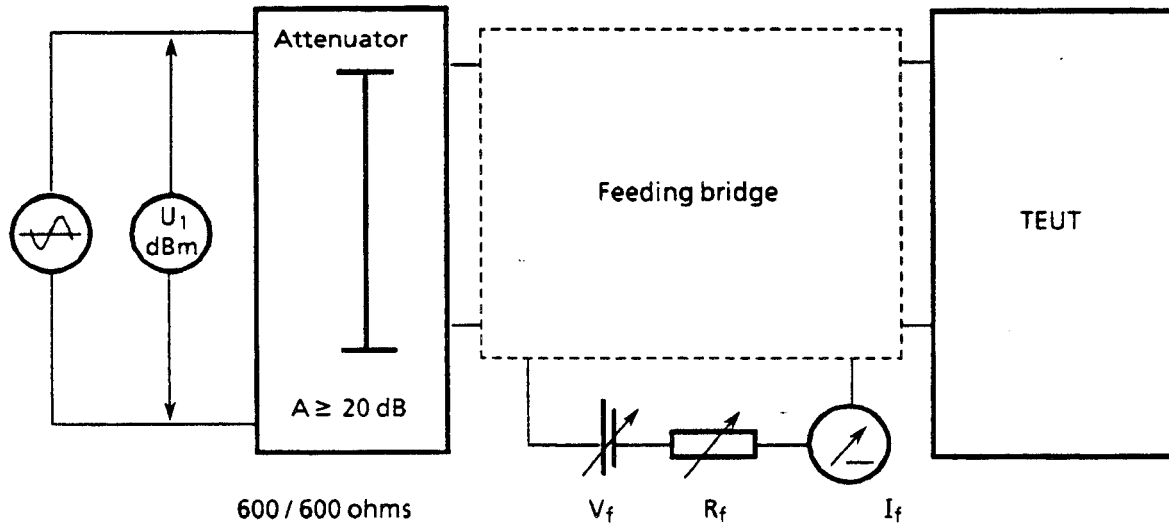 Attenuator
U1
dBm
Feeding bridge
TEUT
A ≥ 20 dB
600 / 600 ohms
Vf
Rf
If